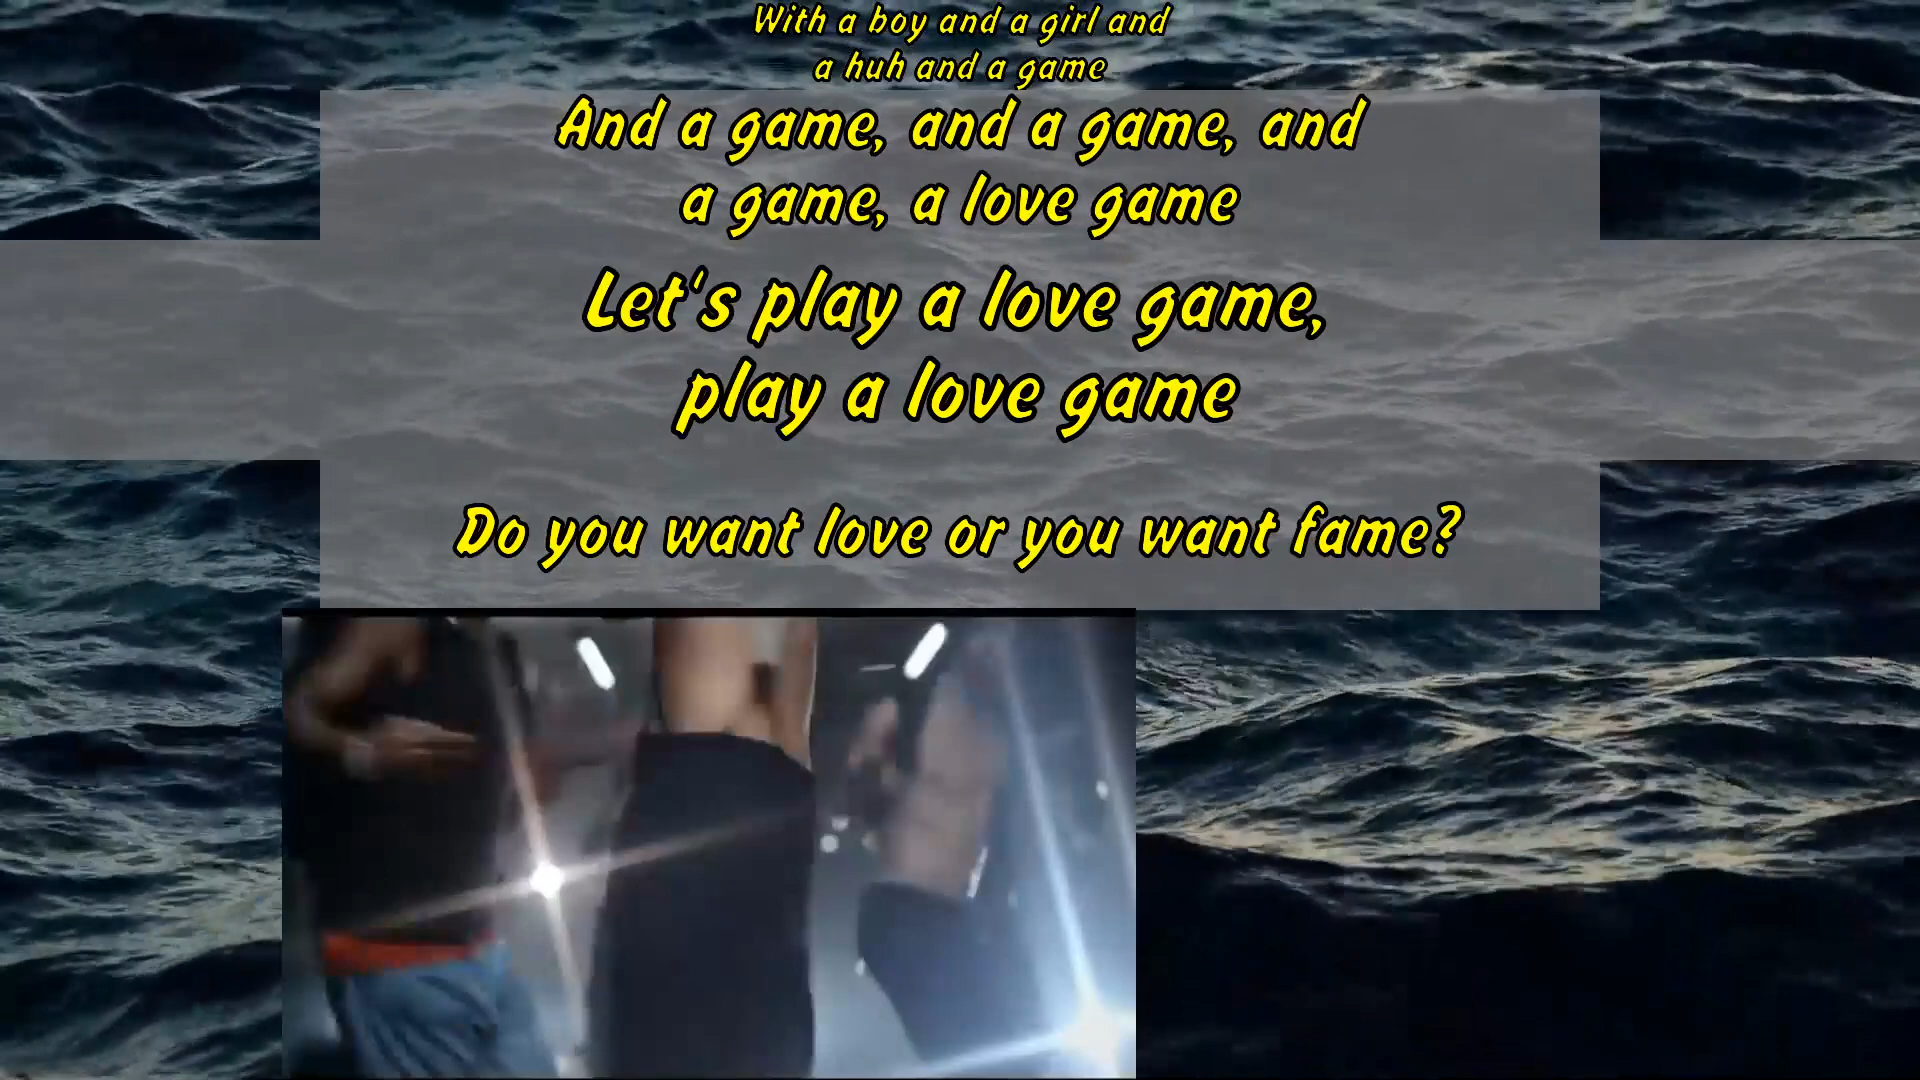 With a boy and a girl and
a huh and a game
And a game, and a game, and
a game, a love game
Let's play a love game,
play a love game
Do you want love or you want fame?